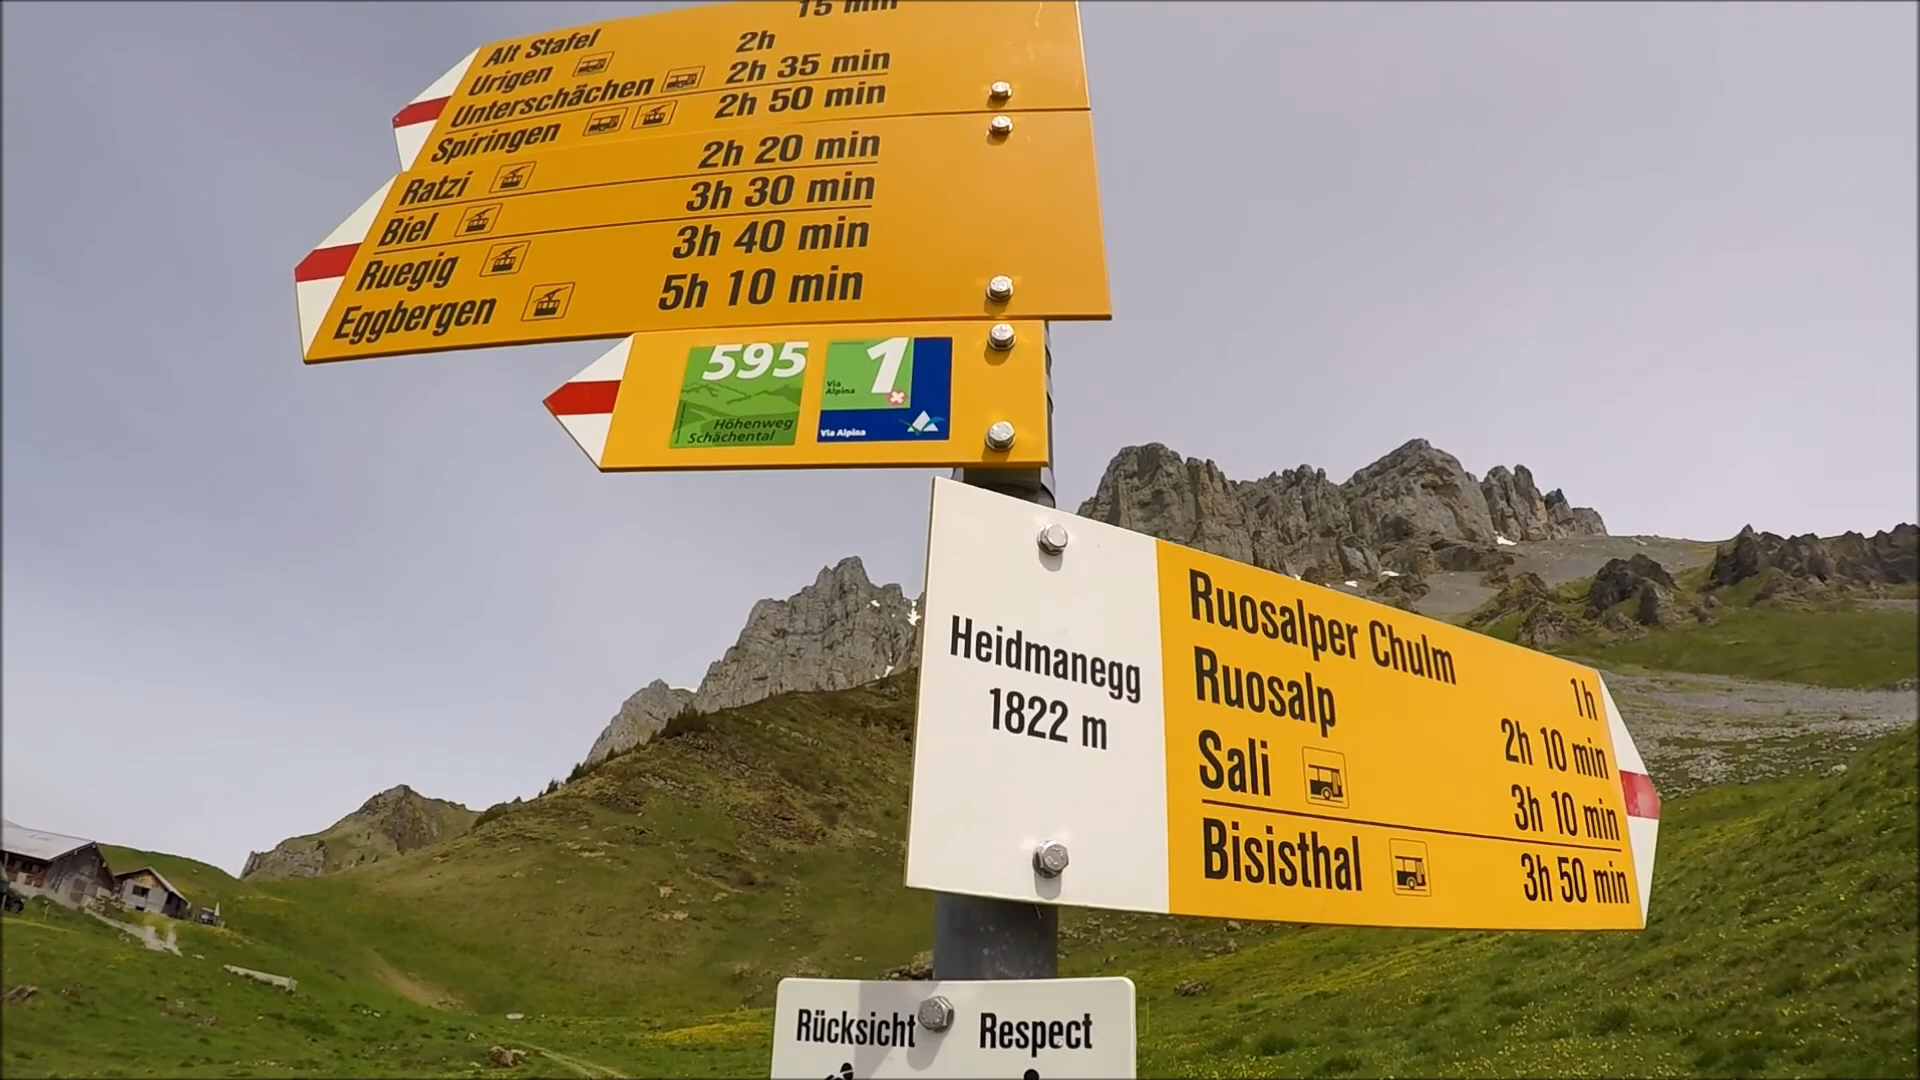 15 min
Alt Stafel 2h
Urigen 2h 35 min
Unterschächen 2h 50 min
Spiringen
Ratzi 2h 20 min
Biel 3h 30 min
Ruegig 3h 40 min
Eggbergen 5h 10 min
595
Höhenweg
Schächental
1
Via
Alpina
Via Alpina
Heidmanegg
1822 m
Ruosalper Chulm 1h
Ruosalp 2h 10 min
Sali 3h 10 min
Bisisthal 3h 50 min
Rücksicht Respect